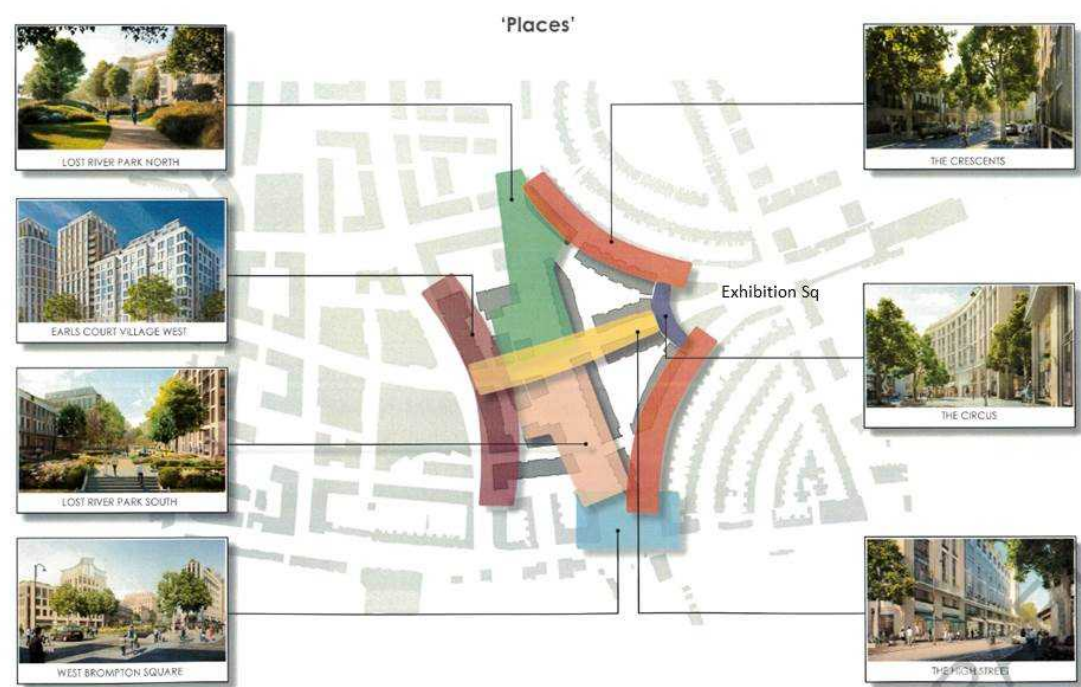 'Places'
LOST RIVER PARK NORTH
THE CRESCENTS
EARLS COURT VILLAGE WEST
Exhibition Sq
THE CIRCUS
LOST RIVER PARK SOUTH
WEST BROMPTON SQUARE
THE HIGH STREET